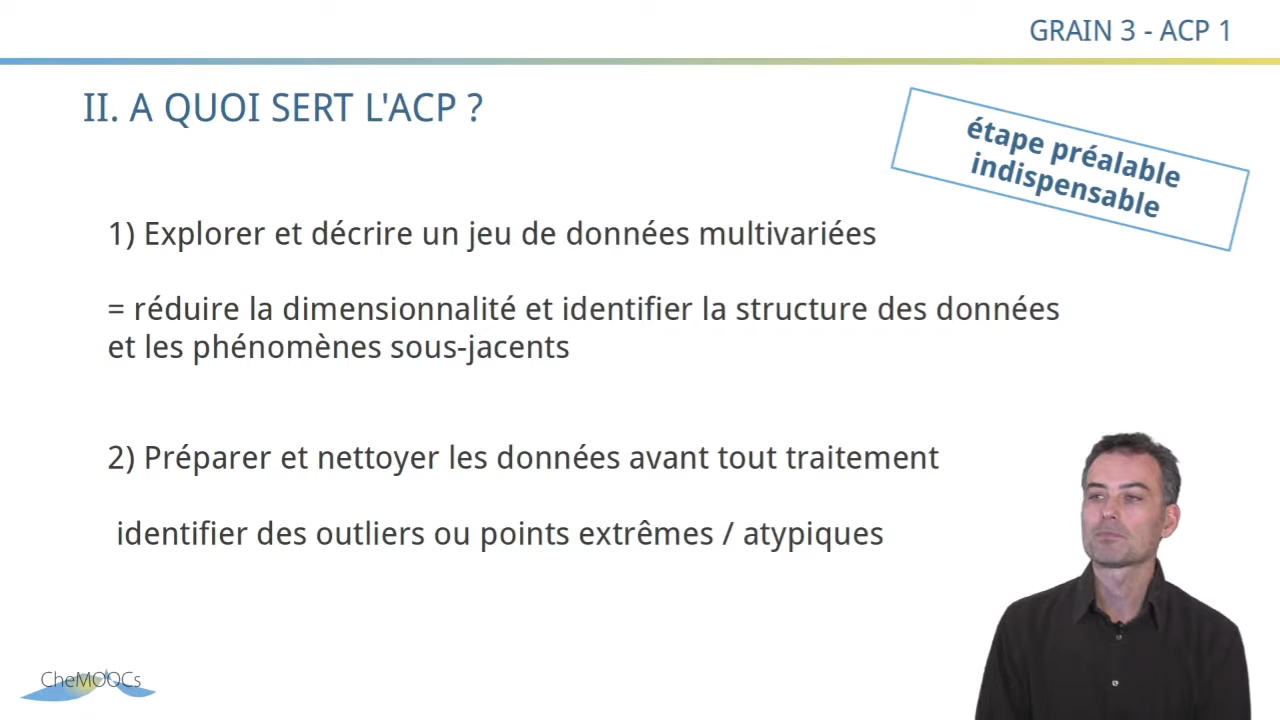 GRAIN 3 - ACP 1
II. A QUOI SERT L'ACP ?
étape préalable
indispensable
1) Explorer et décrire un jeu de données multivariées
= réduire la dimensionnalité et identifier la structure des données
et les phénomènes sous-jacents
2) Préparer et nettoyer les données avant tout traitement
identifier des outliers ou points extrêmes / atypiques
CheMOOCs